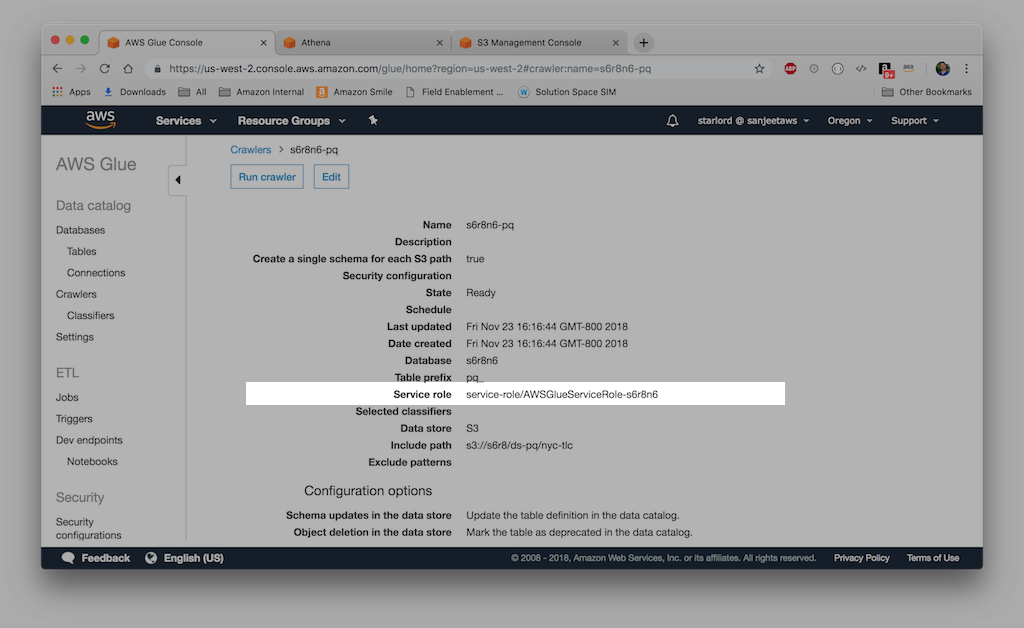 AWS Glue Console
Athena
S3 Management Console
https://us-west-2.console.aws.amazon.com/glue/home?region=us-west-2#crawler:name=s6r8n6-pq
ABP
a
9+
aea
Apps
Downloads
All
Amazon Internal
a
Amazon Smile
Field Enablement ...
W
Solution Space SIM
Other Bookmarks
aws
Services
Resource Groups
starlord @ sanjeetaws
Oregon
Support
AWS Glue
Data catalog
Databases
Tables
Connections
Crawlers
Classifiers
Settings
ETL
Jobs
Triggers
Dev endpoints
Notebooks
Security
Security
configurations
Crawlers > s6r8n6-pq
Run crawler
Edit
Name s6r8n6-pq
Description
Create a single schema for each S3 path true
Security configuration
State Ready
Schedule
Last updated Fri Nov 23 16:16:44 GMT-800 2018
Date created Fri Nov 23 16:16:44 GMT-800 2018
Database s6r8n6
Table prefix pq_
Service role service-role/AWSGlueServiceRole-s6r8n6
Selected classifiers
Data store S3
Include path s3://s6r8/ds-pq/nyc-tlc
Exclude patterns
Configuration options
Schema updates in the data store Update the table definition in the data catalog.
Object deletion in the data store Mark the table as deprecated in the data catalog.
Feedback
English (US)
© 2008 - 2018, Amazon Web Services, Inc. or its affiliates. All rights reserved.
Privacy Policy
Terms of Use